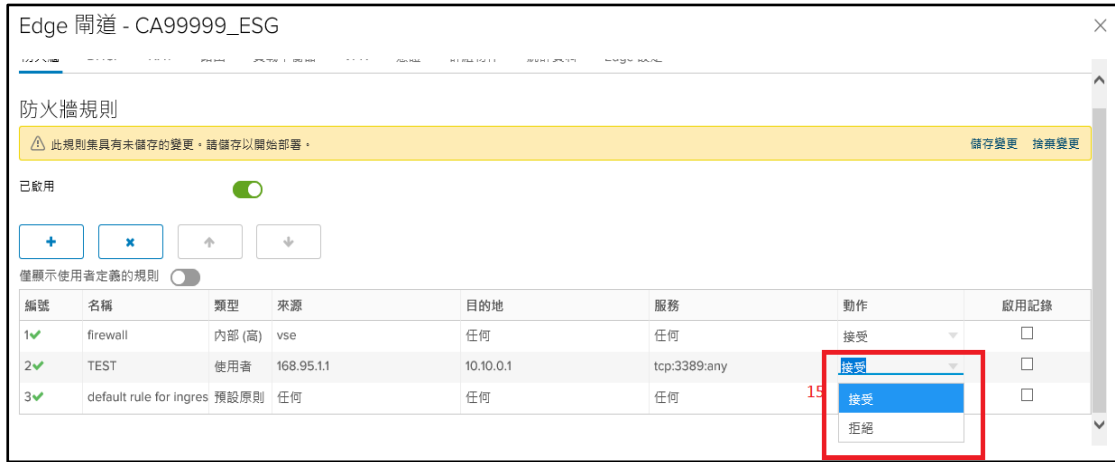 Edge 閘道 - CA99999_ESG
防火牆規則
此規則集具有未儲存的變更。請儲存以開始部署。 儲存變更 捨棄變更
已啟用
僅顯示使用者定義的規則
編號 名稱 類型 來源 目的地 服務 動作 啟用記錄
1 firewall 內部 (高) vse 任何 任何 接受
2 TEST 使用者 168.95.1.1 10.10.0.1 tcp:3389:any 接受
3 default rule for ingres 預設原則 任何 任何 任何
15 接受
拒絕